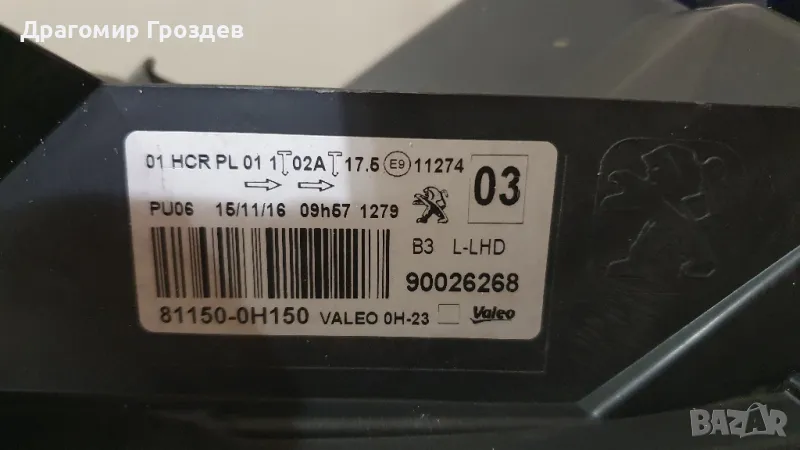 Драгомир Гроздев
01 HCR PL 01 1 02A 17.5 E9 11274
03
PU06 15/11/16 09h57 1279
B3 L-LHD
90026268
81150-0H150 VALEO 0H-23 Valeo
BAZAR